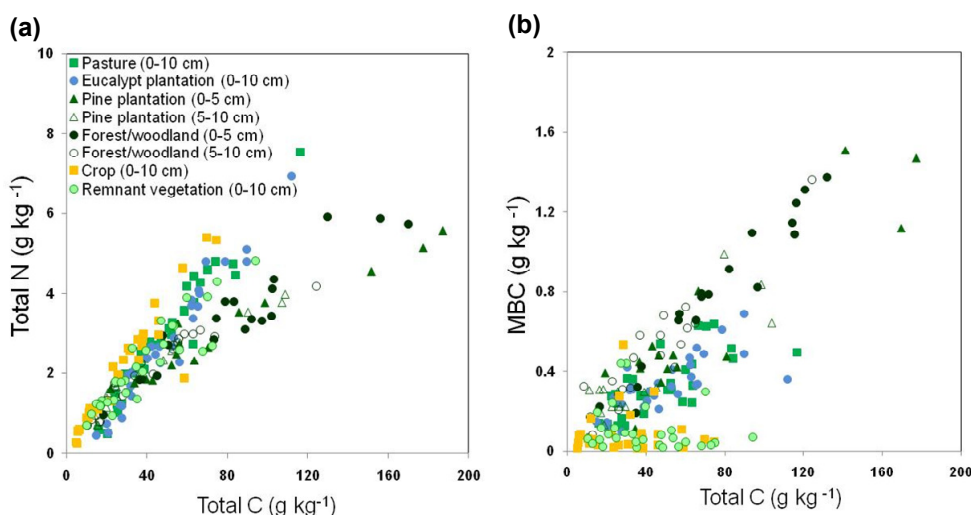 (a)
10
8
6
4
2
0
Total N (g kg⁻¹)
Pasture (0-10 cm)
Eucalypt plantation (0-10 cm)
Pine plantation (0-5 cm)
Pine plantation (5-10 cm)
Forest/woodland (0-5 cm)
Forest/woodland (5-10 cm)
Crop (0-10 cm)
Remnant vegetation (0-10 cm)
0 40 80 120 160 200
Total C (g kg⁻¹)
(b)
2
1.6
1.2
0.8
0.4
0
MBC (g kg⁻¹)
0 40 80 120 160 200
Total C (g kg⁻¹)